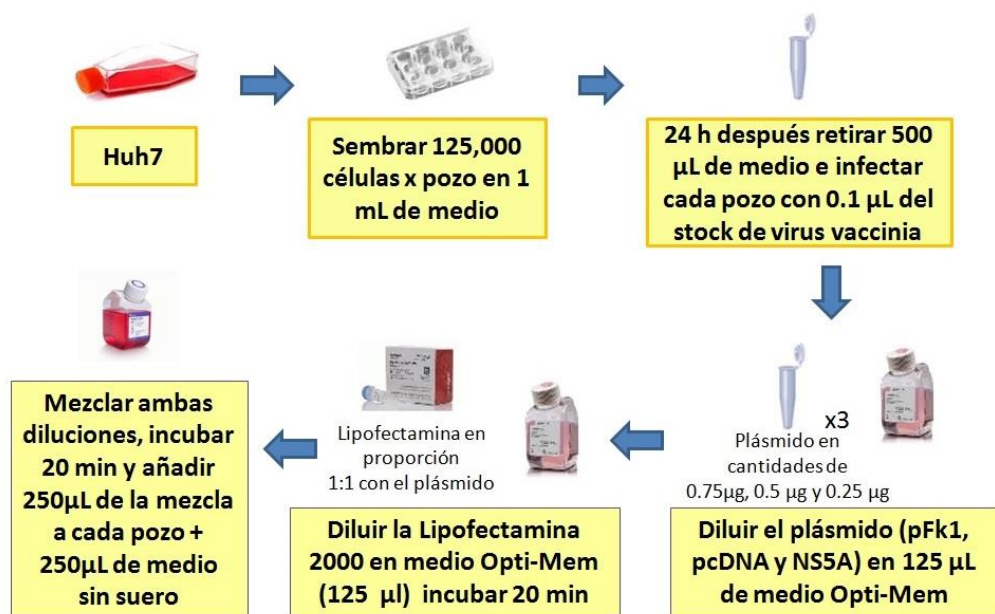 Huh7
Sembrar 125,000
células x pozo en 1
mL de medio
24 h después retirar 500
µL de medio e infectar
cada pozo con 0.1 µL del
stock de virus vaccinia
x3
Plásmido en
cantidades de
0.75µg, 0.5 µg y 0.25 µg
Diluir el plásmido (pFk1,
pcDNA y NS5A) en 125 µL
de medio Opti-Mem
Lipofectamina en
proporción
1:1 con el plásmido
Diluir la Lipofectamina
2000 en medio Opti-Mem
(125 µl) incubar 20 min
Mezclar ambas
diluciones, incubar
20 min y añadir
250µL de la mezcla
a cada pozo +
250µL de medio
sin suero